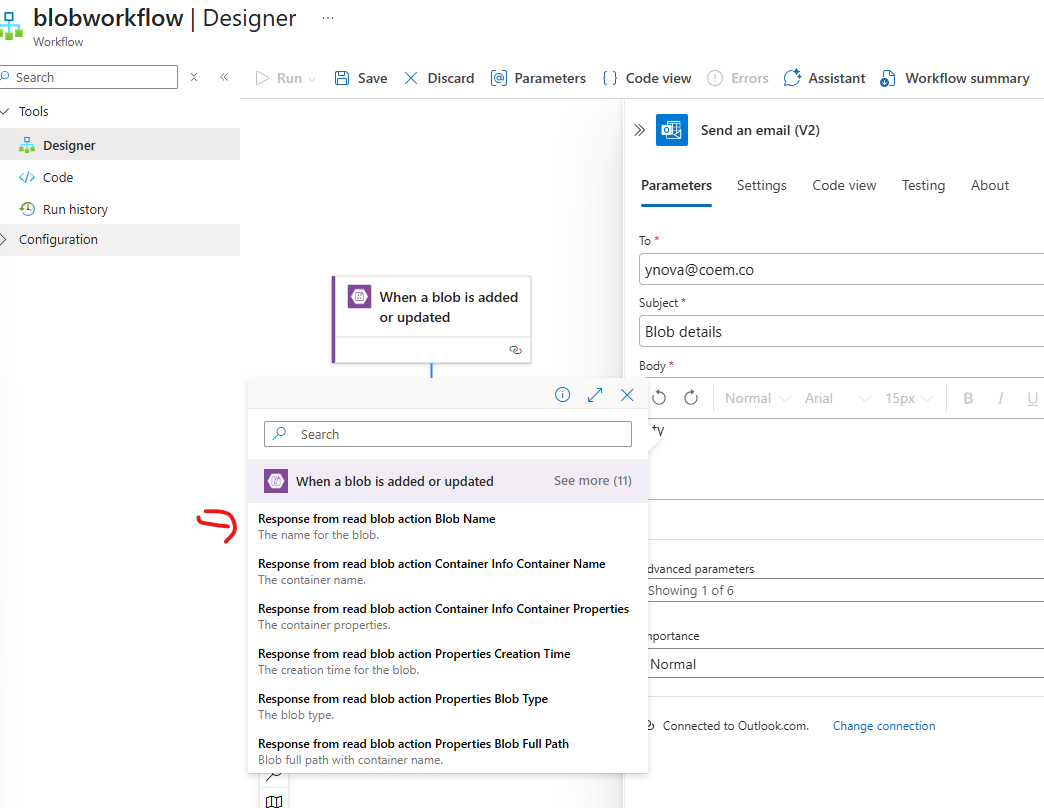 blobworkflow | Designer ...
Workflow
Search
Run Save Discard Parameters Code view Errors Assistant Workflow summary
Tools
Designer
Code
Run history
Configuration
Send an email (V2)
Parameters Settings Code view Testing About
To *
ynova@coem.co
Subject *
Blob details
Body *
Normal Arial 15px B I U
When a blob is added
or updated
Search
When a blob is added or updated See more (11)
Response from read blob action Blob Name
The name for the blob.
Response from read blob action Container Info Container Name
The container name.
Response from read blob action Container Info Container Properties
The container properties.
Response from read blob action Properties Creation Time
The creation time for the blob.
Response from read blob action Properties Blob Type
The blob type.
Response from read blob action Properties Blob Full Path
Blob full path with container name.
dvanced parameters
Showing 1 of 6
mportance
Normal
Connected to Outlook.com. Change connection